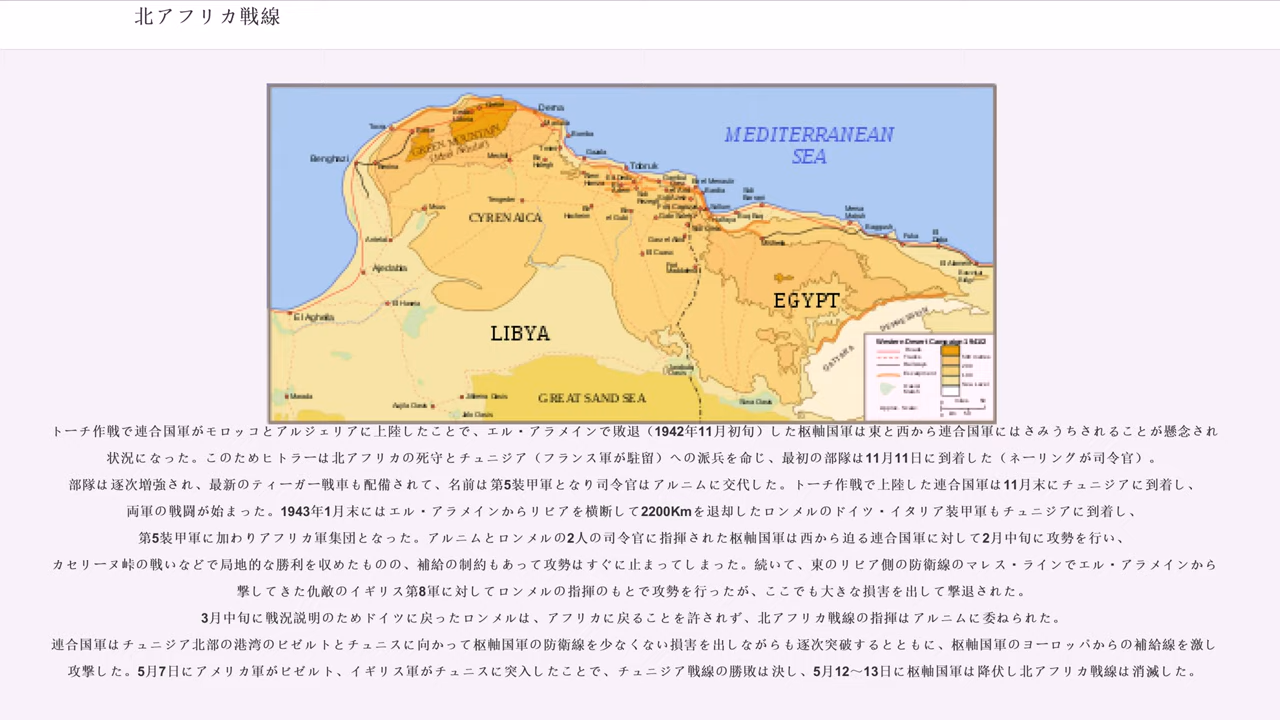 北アフリカ戦線
MEDITERRANEAN
SEA
Derna
GREEN MOUNTAIN
Benghazi
Tobruk
Bomba
Gazala
Mechili
CYRENAICA
Tengeder
Msus
Antelat
Ajedabia
El Haseia
El Agheila
LIBYA
EGYPT
GREAT SAND SEA
Marada
Aujila Oasis
Jalo Oasis
Jarabub
Oasis
Siwa Oasis
Sidi
Barrani
Mersa
Matruh
Fuka
El
Daba
El Alamein
QATTARA
DEPRESSION
Western Desert Campaign 1941/2
トーチ作戦で連合国軍がモロッコとアルジェリアに上陸したことで、エル・アラメインで敗退（1942年11月初旬）した枢軸国軍は東と西から連合国軍にはさみうちされることが懸念され
状況になった。このためヒトラーは北アフリカの死守とチュニジア（フランス軍が駐留）への派兵を命じ、最初の部隊は11月11日に到着した（ネーリングが司令官）。
部隊は逐次増強され、最新のティーガー戦車も配備されて、名前は第5装甲軍となり司令官はアルニムに交代した。トーチ作戦で上陸した連合国軍は11月末にチュニジアに到着し、
両軍の戦闘が始まった。1943年1月末にはエル・アラメインからリビアを横断して2200Kmを退却したロンメルのドイツ・イタリア装甲軍もチュニジアに到着し、
第5装甲軍に加わりアフリカ軍集団となった。アルニムとロンメルの2人の司令官に指揮された枢軸国軍は西から迫る連合国軍に対して2月中旬に攻勢を行い、
カセリーヌ峠の戦いなどで局地的な勝利を収めたものの、補給の制約もあって攻勢はすぐに止まってしまった。続いて、東のリビア側の防衛線のマレス・ラインでエル・アラメインから
撃してきた仇敵のイギリス第8軍に対してロンメルの指揮のもとで攻勢を行ったが、ここでも大きな損害を出して撃退された。
3月中旬に戦況説明のためドイツに戻ったロンメルは、アフリカに戻ることを許されず、北アフリカ戦線の指揮はアルニムに委ねられた。
連合国軍はチュニジア北部の港湾のビゼルトとチュニスに向かって枢軸国軍の防衛線を少なくない損害を出しながらも逐次突破するとともに、枢軸国軍のヨーロッパからの補給線を激し
攻撃した。5月7日にアメリカ軍がビゼルト、イギリス軍がチュニスに突入したことで、チュニジア戦線の勝敗は決し、5月12～13日に枢軸国軍は降伏し北アフリカ戦線は消滅した。